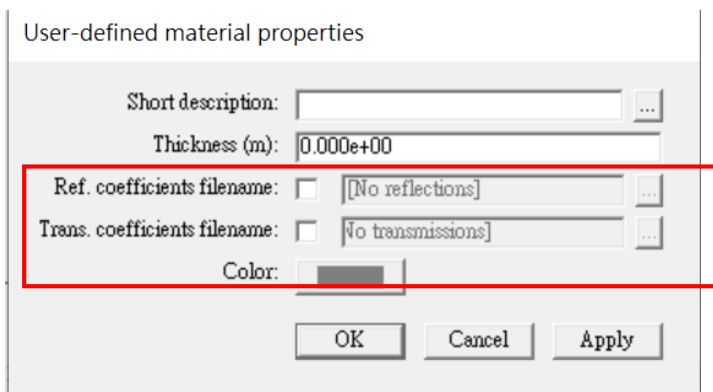 User-defined material properties
Short description:
...
Thickness (m): 0.000e+00
Ref. coefficients filename: [No reflections] ...
Trans. coefficients filename: No transmissions] ...
Color:
OK Cancel Apply